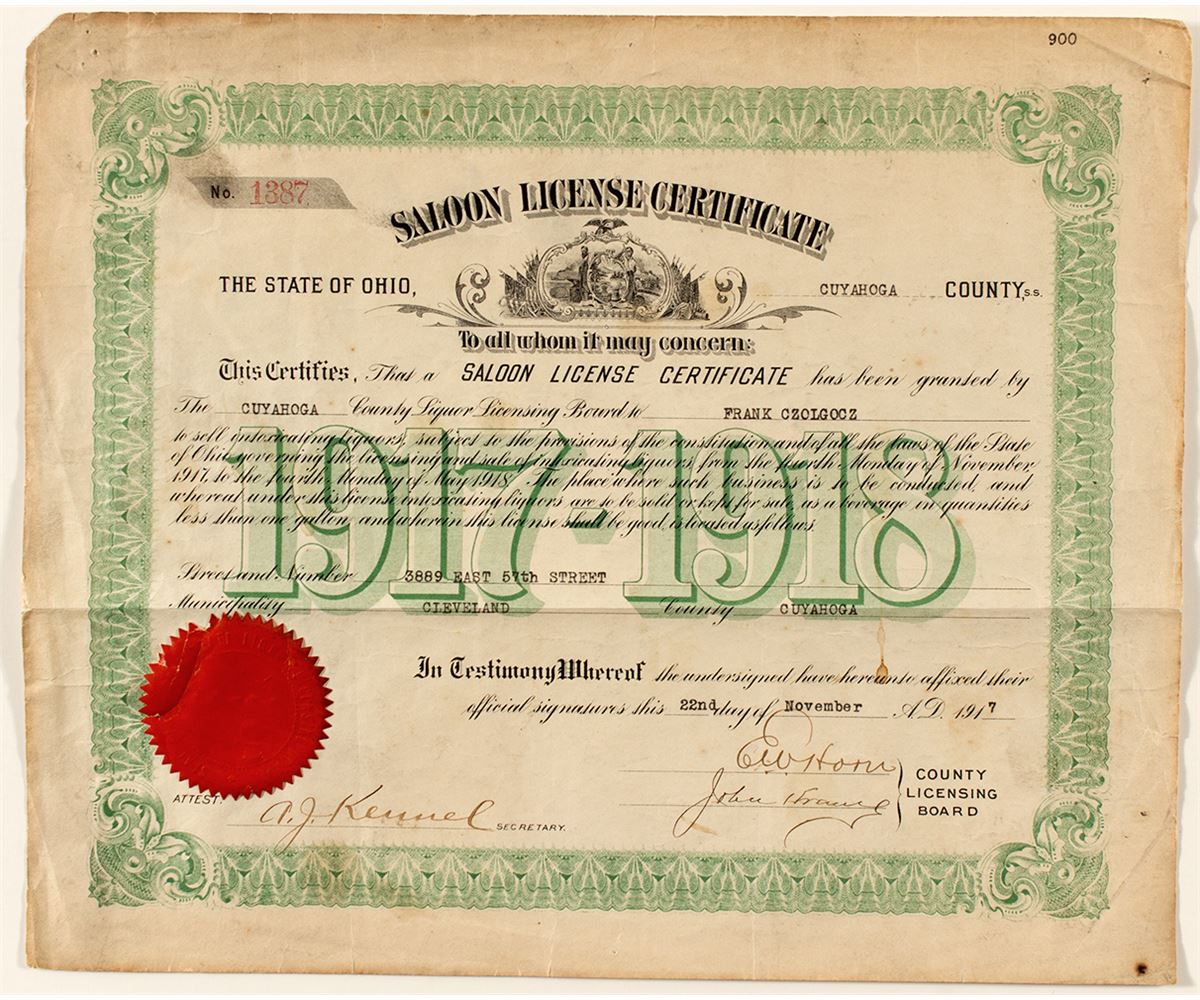 900
No. 1387
SALOON LICENSE CERTIFICATE
THE STATE OF OHIO, CUYAHOGA COUNTY, S.S.
To all whom it may concern:
This Certifies, That a SALOON LICENSE CERTIFICATE has been granted by
The CUYAHOGA County Liquor Licensing Board to FRANK CZOLGOCZ
to sell intoxicating liquors, subject to the provisions of the constitution and of all the laws of the State
of Ohio governing the licensing and sale of intoxicating liquors, from the fourth Monday of November
1917, to the fourth Monday of May 1918. The place where such business is to be conducted, and
whereat under this license intoxicating liquors are to be sold or kept for sale, as a beverage in quantities
less than one gallon, and wherein this license shall be good, is located as follows,
1917-1918
Street and Number 3889 EAST 57th STREET
Municipality CLEVELAND County CUYAHOGA
In Testimony Whereof the undersigned have hereunto affixed their
official signatures this 22nd day of November A.D. 1917
E W Horn
John Kraus
COUNTY
LICENSING
BOARD
ATTEST:
A. J. Kennel SECRETARY.